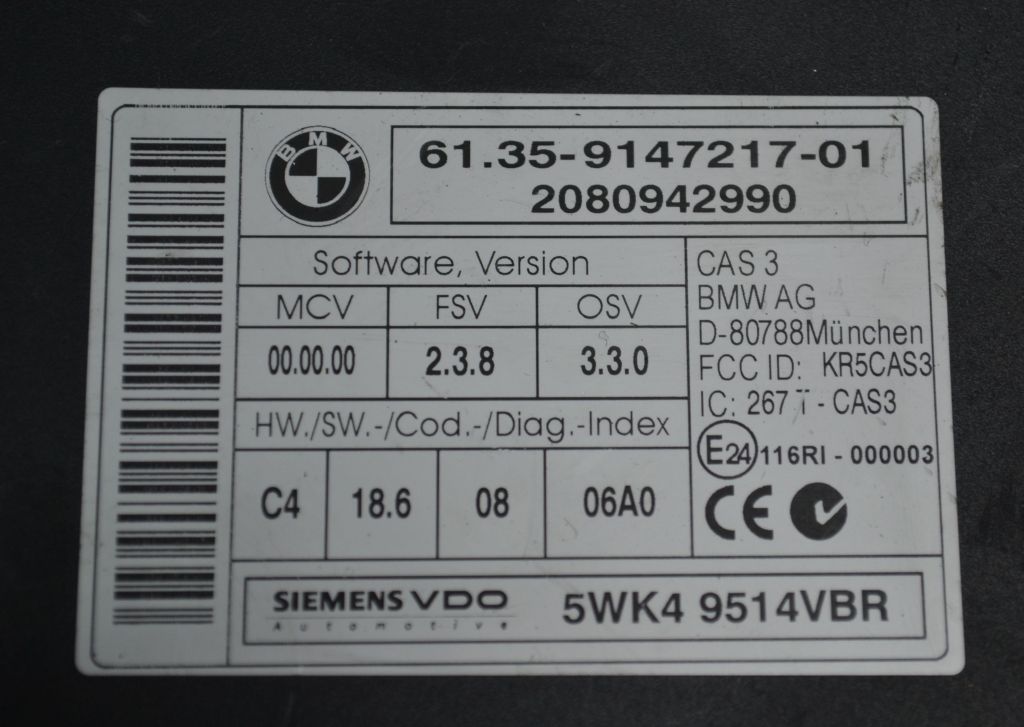 BMW
61.35-9147217-01
2080942990
Software, Version
MCV FSV OSV
00.00.00 2.3.8 3.3.0
HW./SW.-/Cod.-/Diag.-Index
C4 18.6 08 06A0
CAS 3
BMW AG
D-80788München
FCC ID: KR5CAS3
IC: 267 T - CAS3
E24 116RI - 000003
CE
SIEMENS VDO
Automotive
5WK4 9514VBR